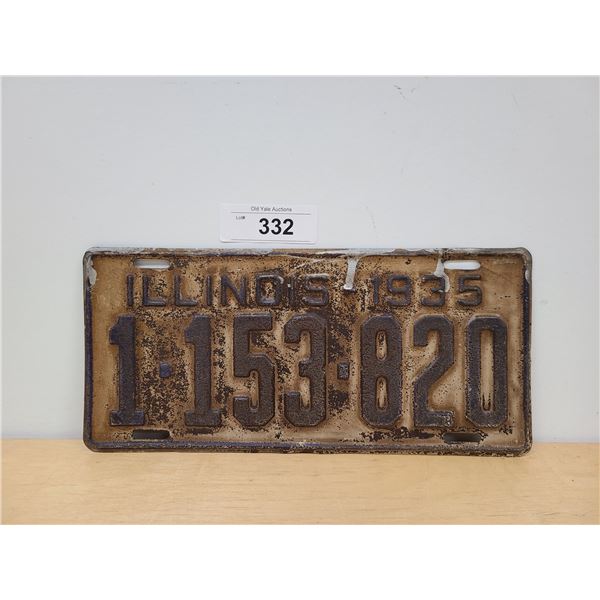 Old Yale Auctions
Lot# 332
ILLINOIS 1935
1·153·820